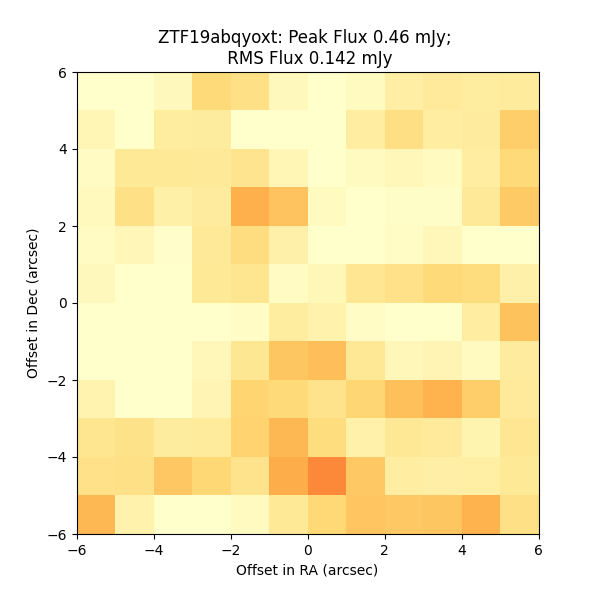 ZTF19abqyoxt: Peak Flux 0.46 mJy;
RMS Flux 0.142 mJy
6
4
2
0
−2
−4
−6
Offset in Dec (arcsec)
−6 −4 −2 0 2 4 6
Offset in RA (arcsec)